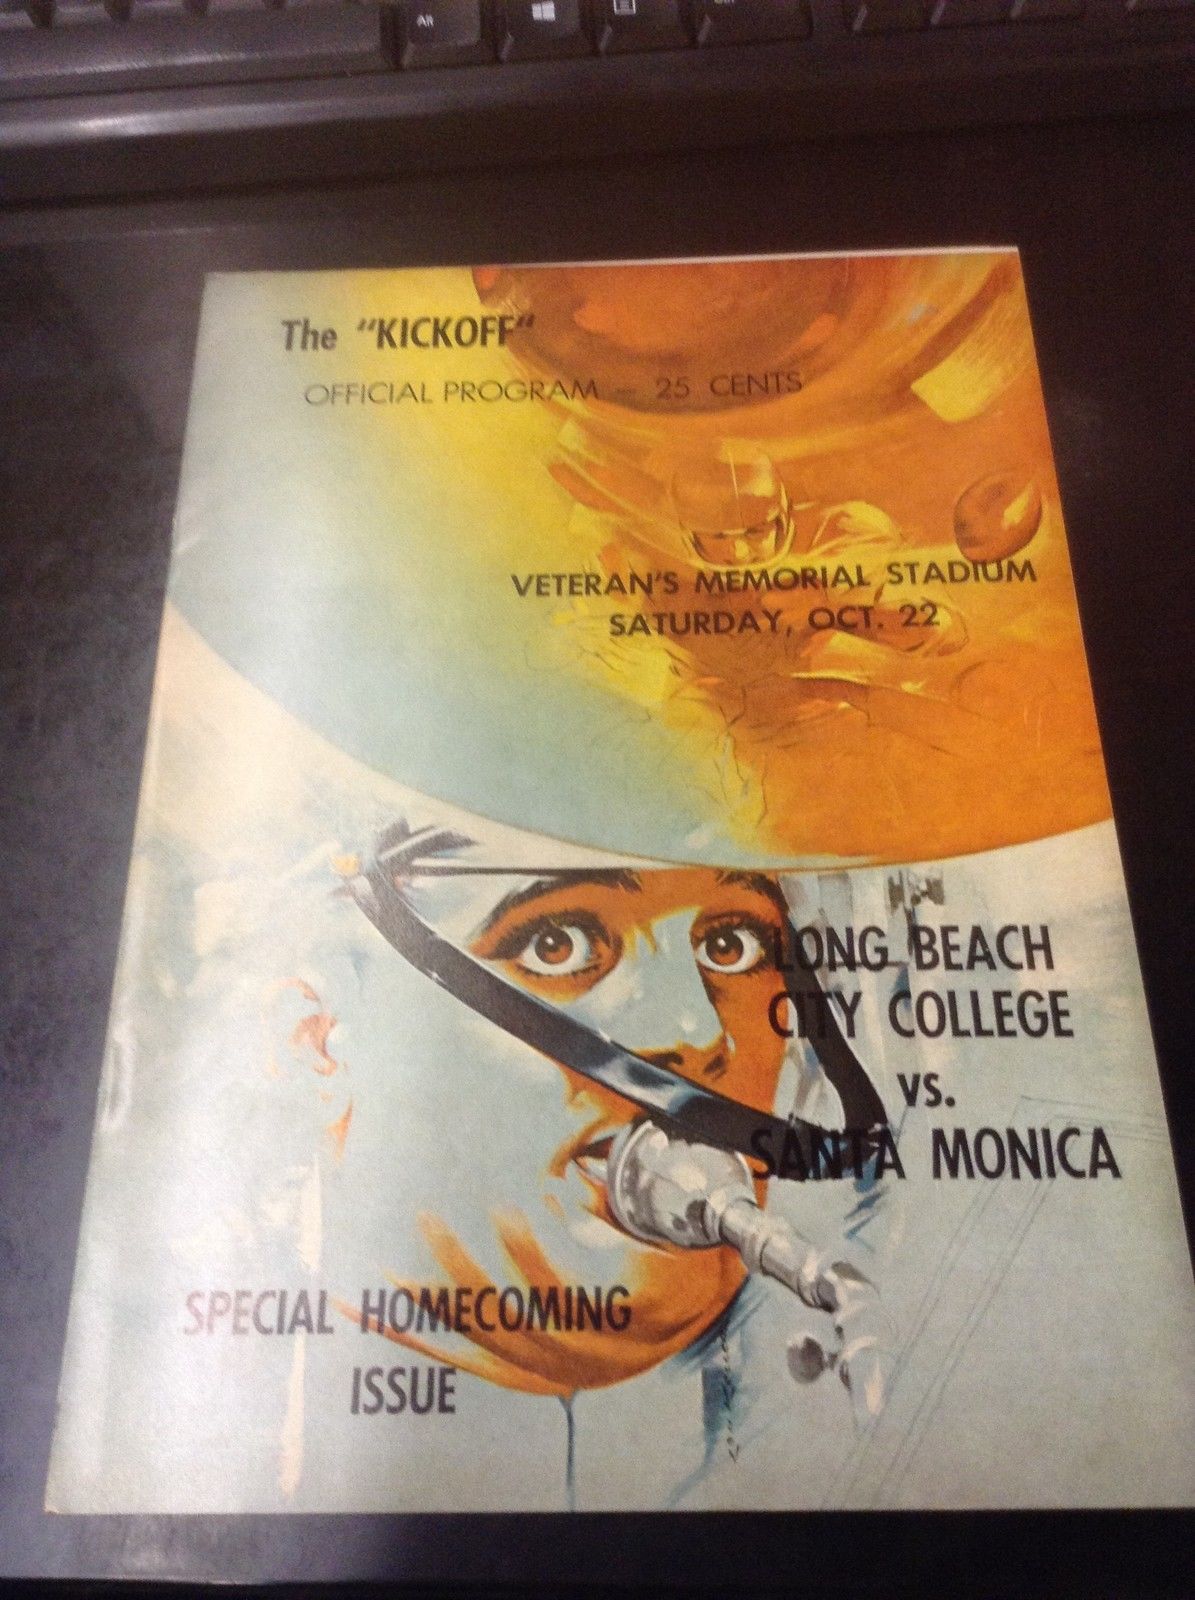 Alt
The "KICKOFF"
OFFICIAL PROGRAM — 25 CENTS
VETERAN'S MEMORIAL STADIUM
SATURDAY, OCT. 22
LONG BEACH
CITY COLLEGE
vs.
SANTA MONICA
SPECIAL HOMECOMING
ISSUE